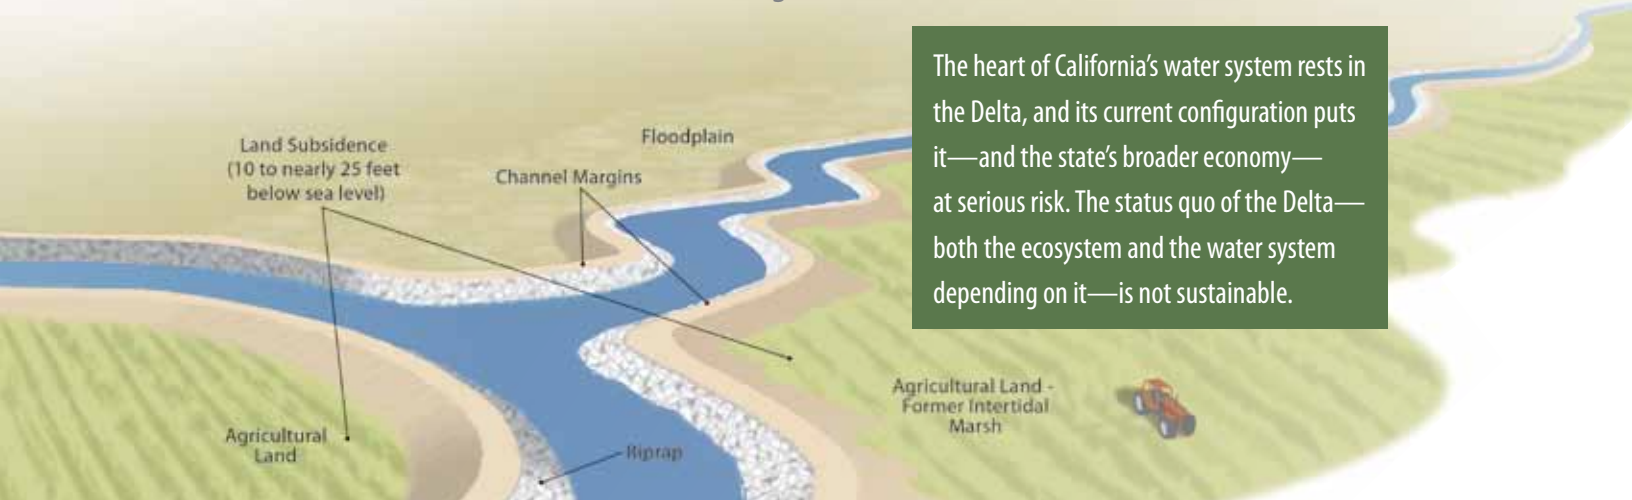 The heart of California's water system rests in
the Delta, and its current configuration puts
it—and the state's broader economy—
at serious risk. The status quo of the Delta—
both the ecosystem and the water system
depending on it—is not sustainable.
Floodplain
Land Subsidence
(10 to nearly 25 feet
below sea level)
Channel Margins
Agricultural Land -
Former Intertidal
Marsh
Agricultural
Land
Riprap